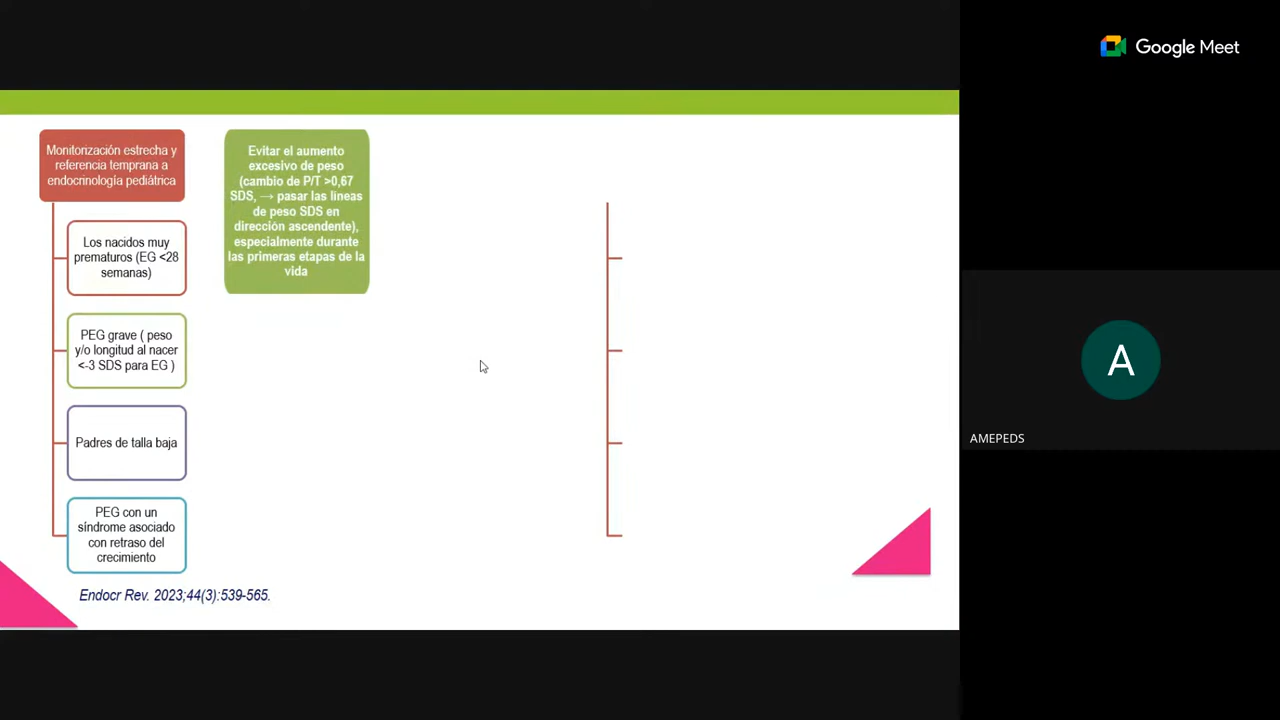 Google Meet
Monitorización estrecha y
referencia temprana a
endocrinología pediátrica
Los nacidos muy
prematuros (EG <28
semanas)
PEG grave ( peso
y/o longitud al nacer
<-3 SDS para EG )
Padres de talla baja
PEG con un
síndrome asociado
con retraso del
crecimiento
Evitar el aumento
excesivo de peso
(cambio de P/T >0,67
SDS, → pasar las líneas
de peso SDS en
dirección ascendente),
especialmente durante
las primeras etapas de la
vida
Endocr Rev. 2023;44(3):539-565.
A
AMEPEDS